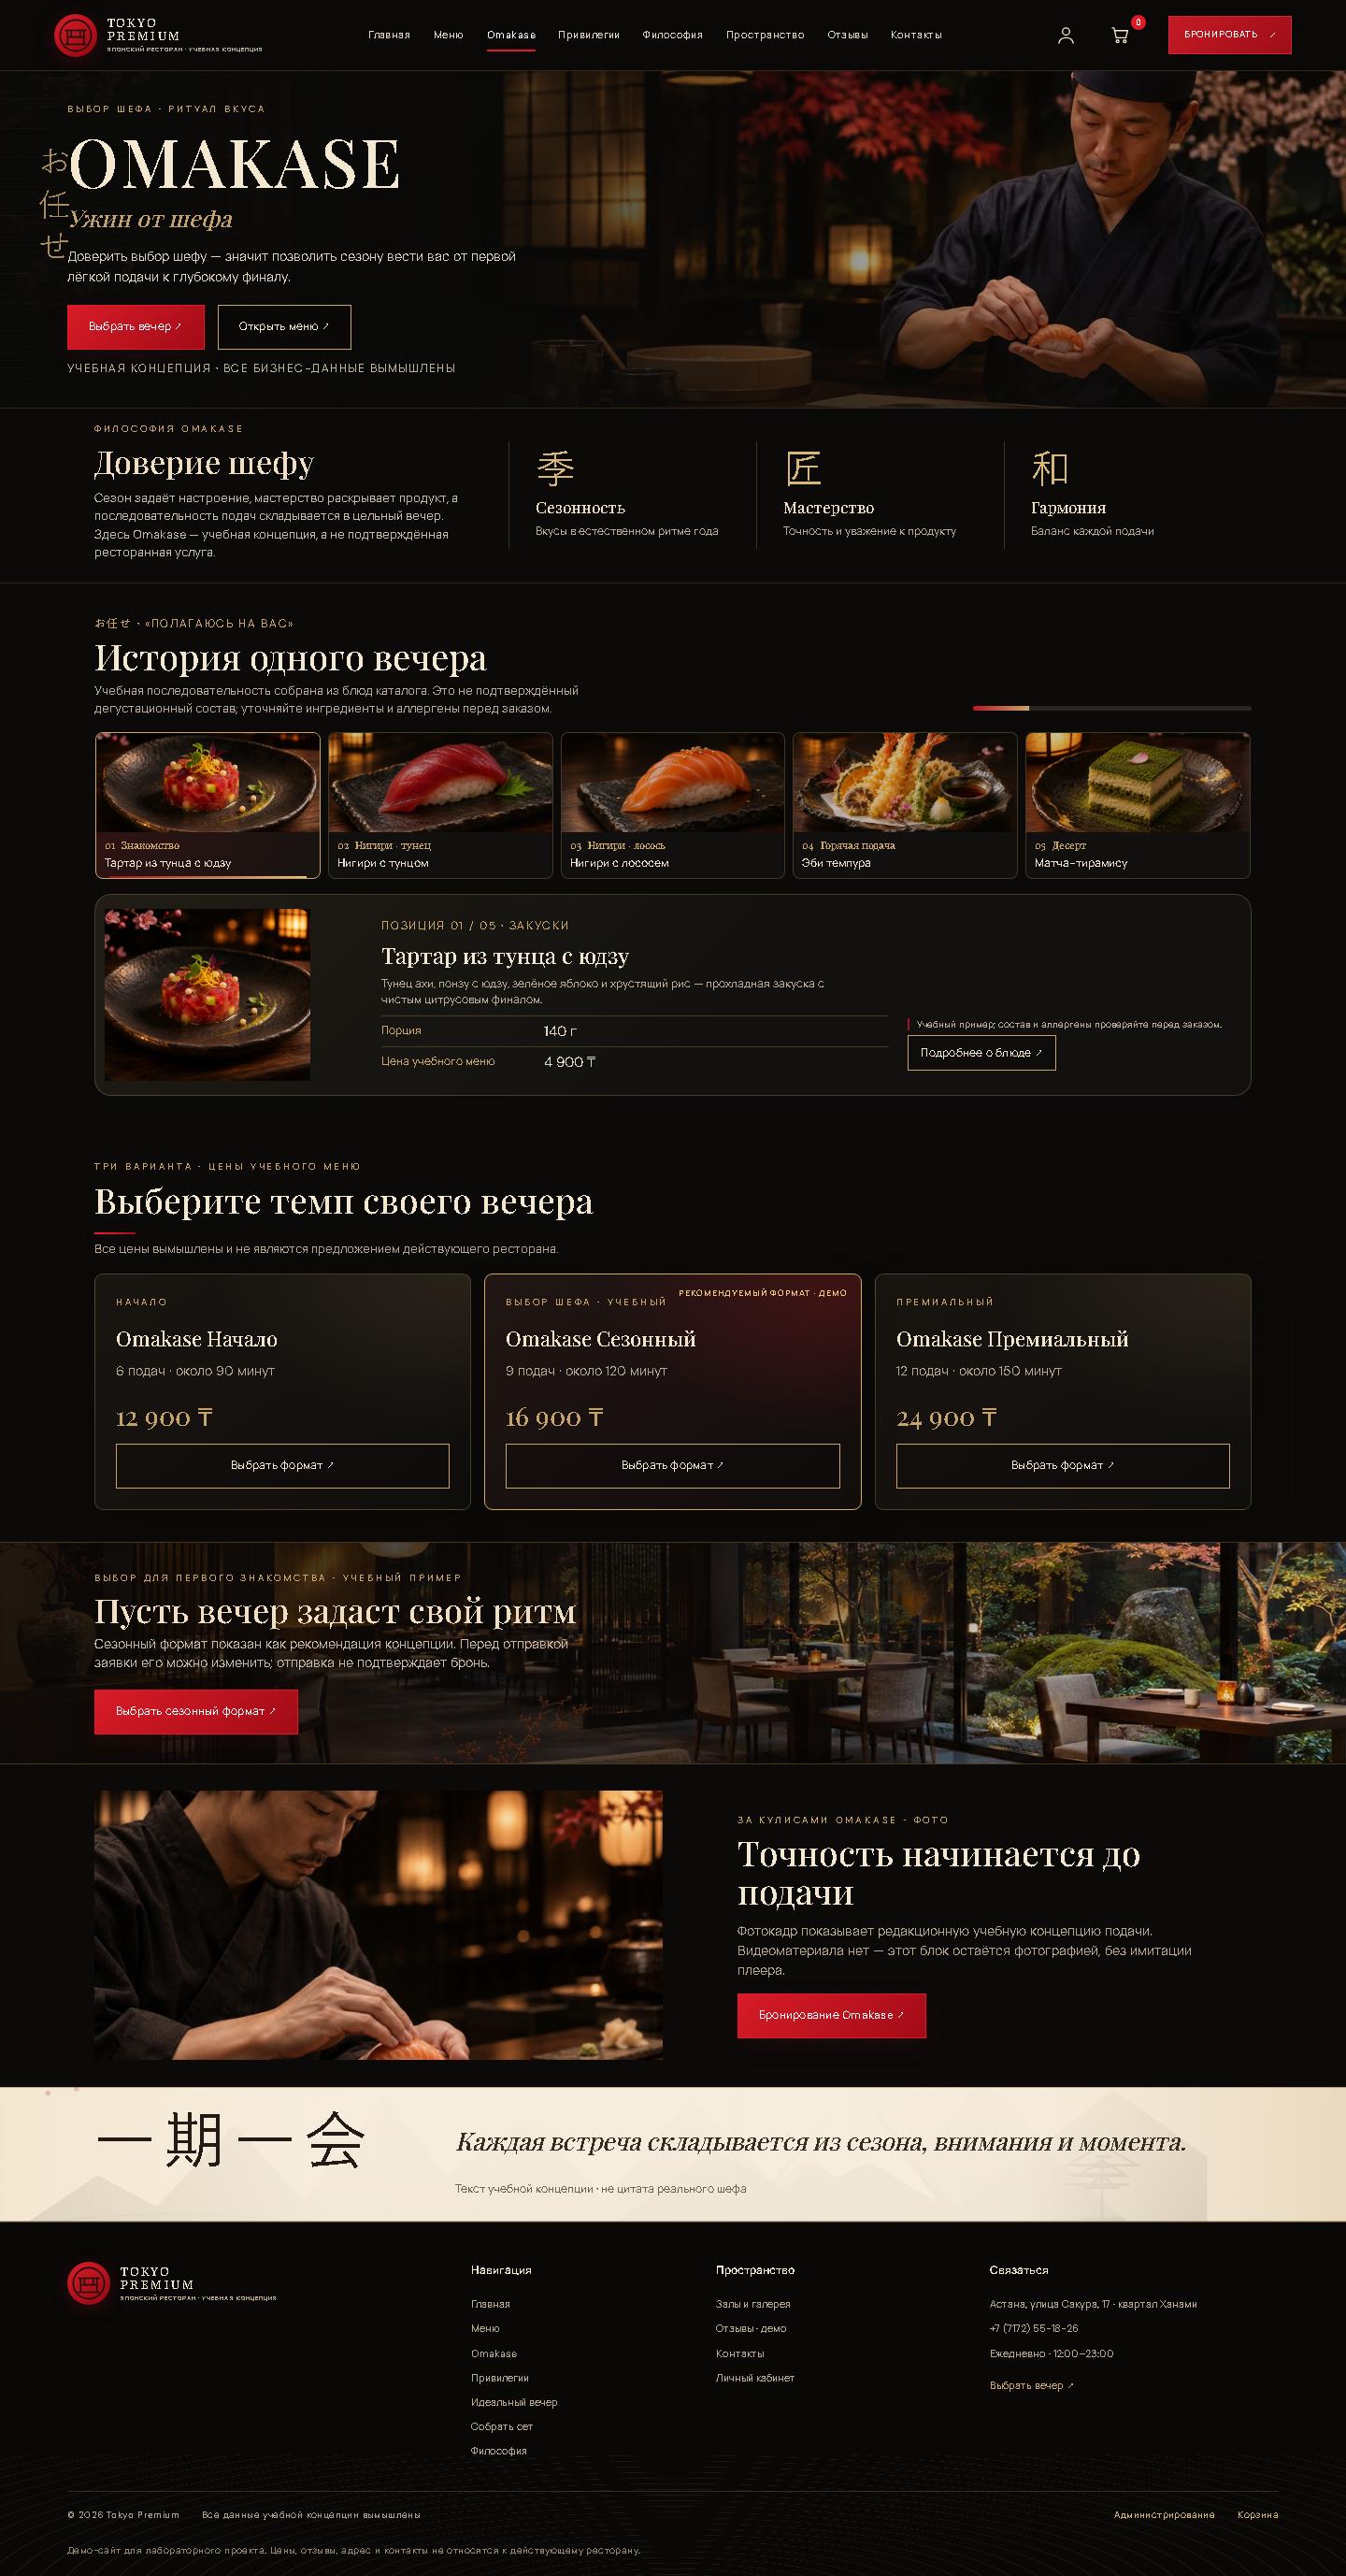 TOKYO
PREMIUM
ЯПОНСКИЙ РЕСТОРАН · УЧЕБНАЯ КОНЦЕПЦИЯ
Главная
Меню
Omakase
Привилегии
Философия
Пространство
Отзывы
Контакты
0
БРОНИРОВАТЬ ↗
ВЫБОР ШЕФА · РИТУАЛ ВКУСА
お任せ
OMAKASE
Ужин от шефа
Доверить выбор шефу — значит позволить сезону вести вас от первой
лёгкой подачи к глубокому финалу.
Выбрать вечер ↗
Открыть меню ↗
УЧЕБНАЯ КОНЦЕПЦИЯ · ВСЕ БИЗНЕС-ДАННЫЕ ВЫМЫШЛЕНЫ
ФИЛОСОФИЯ OMAKASE
Доверие шефу
Сезон задаёт настроение, мастерство раскрывает продукт, а
последовательность подач складывается в цельный вечер.
Здесь Omakase — учебная концепция, а не подтверждённая
ресторанная услуга.
季
Сезонность
Вкусы в естественном ритме года
匠
Мастерство
Точность и уважение к продукту
和
Гармония
Баланс каждой подачи
お任せ · «ПОЛАГАЮСЬ НА ВАС»
История одного вечера
Учебная последовательность собрана из блюд каталога. Это не подтверждённый
дегустационный состав; уточняйте ингредиенты и аллергены перед заказом.
01 Знакомство
Тартар из тунца с юдзу
02 Нигири · тунец
Нигири с тунцом
03 Нигири · лосось
Нигири с лососем
04 Горячая подача
Эби темпура
05 Десерт
Матча-тирамису
ПОЗИЦИЯ 01 / 05 · ЗАКУСКИ
Тартар из тунца с юдзу
Тунец ахи, понзу с юдзу, зелёное яблоко и хрустящий рис — прохладная закуска с
чистым цитрусовым финалом.
Порция 140 г
Цена учебного меню 4 900 ₸
Учебный пример; состав и аллергены проверяйте перед заказом.
Подробнее о блюде ↗
ТРИ ВАРИАНТА · ЦЕНЫ УЧЕБНОГО МЕНЮ
Выберите темп своего вечера
Все цены вымышлены и не являются предложением действующего ресторана.
НАЧАЛО
Omakase Начало
6 подач · около 90 минут
12 900 ₸
Выбрать формат ↗
РЕКОМЕНДУЕМЫЙ ФОРМАТ · ДЕМО
ВЫБОР ШЕФА · УЧЕБНЫЙ
Omakase Сезонный
9 подач · около 120 минут
16 900 ₸
Выбрать формат ↗
ПРЕМИАЛЬНЫЙ
Omakase Премиальный
12 подач · около 150 минут
24 900 ₸
Выбрать формат ↗
ВЫБОР ДЛЯ ПЕРВОГО ЗНАКОМСТВА · УЧЕБНЫЙ ПРИМЕР
Пусть вечер задаст свой ритм
Сезонный формат показан как рекомендация концепции. Перед отправкой
заявки его можно изменить; отправка не подтверждает бронь.
Выбрать сезонный формат ↗
ЗА КУЛИСАМИ OMAKASE · ФОТО
Точность начинается до
подачи
Фотокадр показывает редакционную учебную концепцию подачи.
Видеоматериала нет — этот блок остаётся фотографией, без имитации
плеера.
Бронирование Omakase ↗
一期一会
Каждая встреча складывается из сезона, внимания и момента.
Текст учебной концепции · не цитата реального шефа
TOKYO
PREMIUM
ЯПОНСКИЙ РЕСТОРАН · УЧЕБНАЯ КОНЦЕПЦИЯ
Навигация
Главная
Меню
Omakase
Привилегии
Идеальный вечер
Собрать сет
Философия
Пространство
Залы и галерея
Отзывы · демо
Контакты
Личный кабинет
Связаться
Астана, улица Сакура, 17 · квартал Ханами
+7 (7172) 55-18-26
Ежедневно · 12:00–23:00
Выбрать вечер ↗
© 2026 Tokyo Premium
Все данные учебной концепции вымышлены
Администрирование
Корзина
Демо-сайт для лабораторного проекта. Цены, отзывы, адрес и контакты не относятся к действующему ресторану.